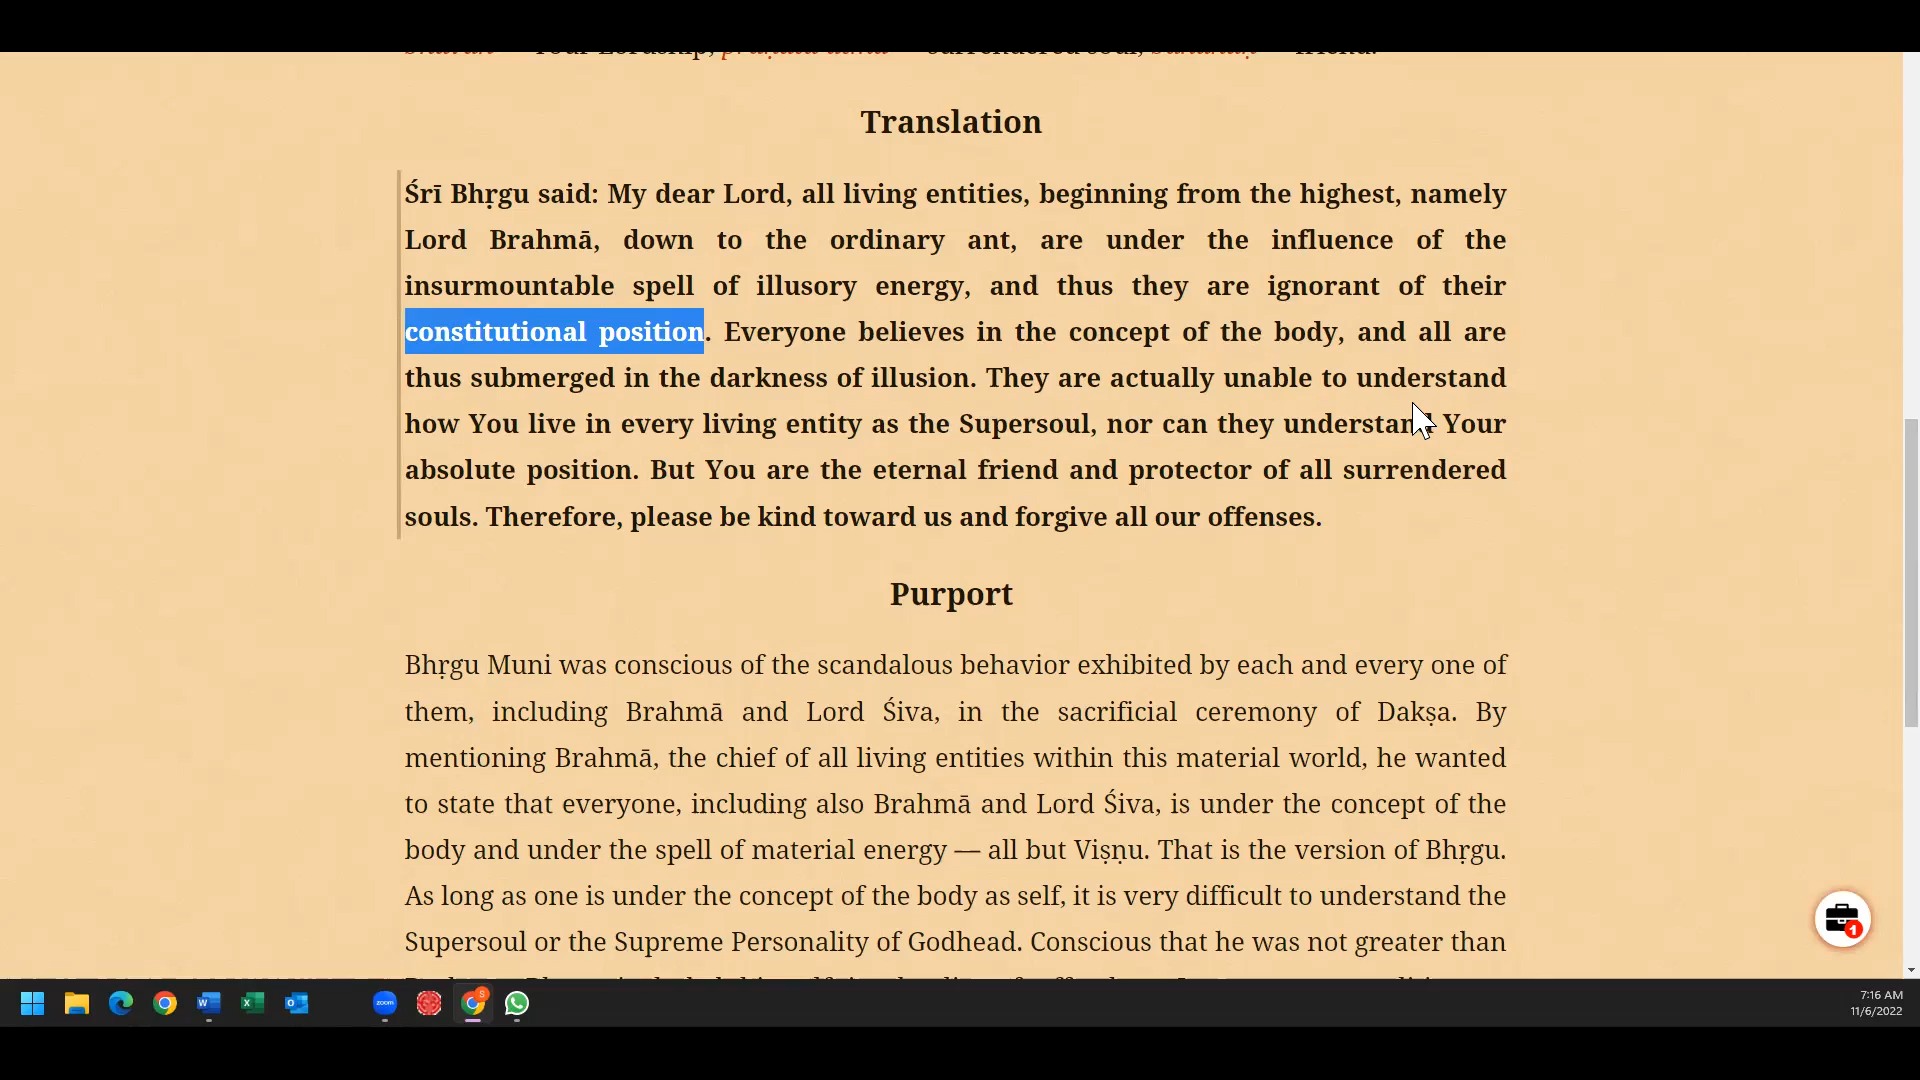 Translation
Śrī Bhṛgu said: My dear Lord, all living entities, beginning from the highest, namely
Lord Brahmā, down to the ordinary ant, are under the influence of the
insurmountable spell of illusory energy, and thus they are ignorant of their
constitutional position. Everyone believes in the concept of the body, and all are
thus submerged in the darkness of illusion. They are actually unable to understand
how You live in every living entity as the Supersoul, nor can they understand Your
absolute position. But You are the eternal friend and protector of all surrendered
souls. Therefore, please be kind toward us and forgive all our offenses.
Purport
Bhṛgu Muni was conscious of the scandalous behavior exhibited by each and every one of
them, including Brahmā and Lord Śiva, in the sacrificial ceremony of Dakṣa. By
mentioning Brahmā, the chief of all living entities within this material world, he wanted
to state that everyone, including also Brahmā and Lord Śiva, is under the concept of the
body and under the spell of material energy — all but Viṣṇu. That is the version of Bhṛgu.
As long as one is under the concept of the body as self, it is very difficult to understand the
Supersoul or the Supreme Personality of Godhead. Conscious that he was not greater than
1
zoom
S
7:16 AM
11/6/2022